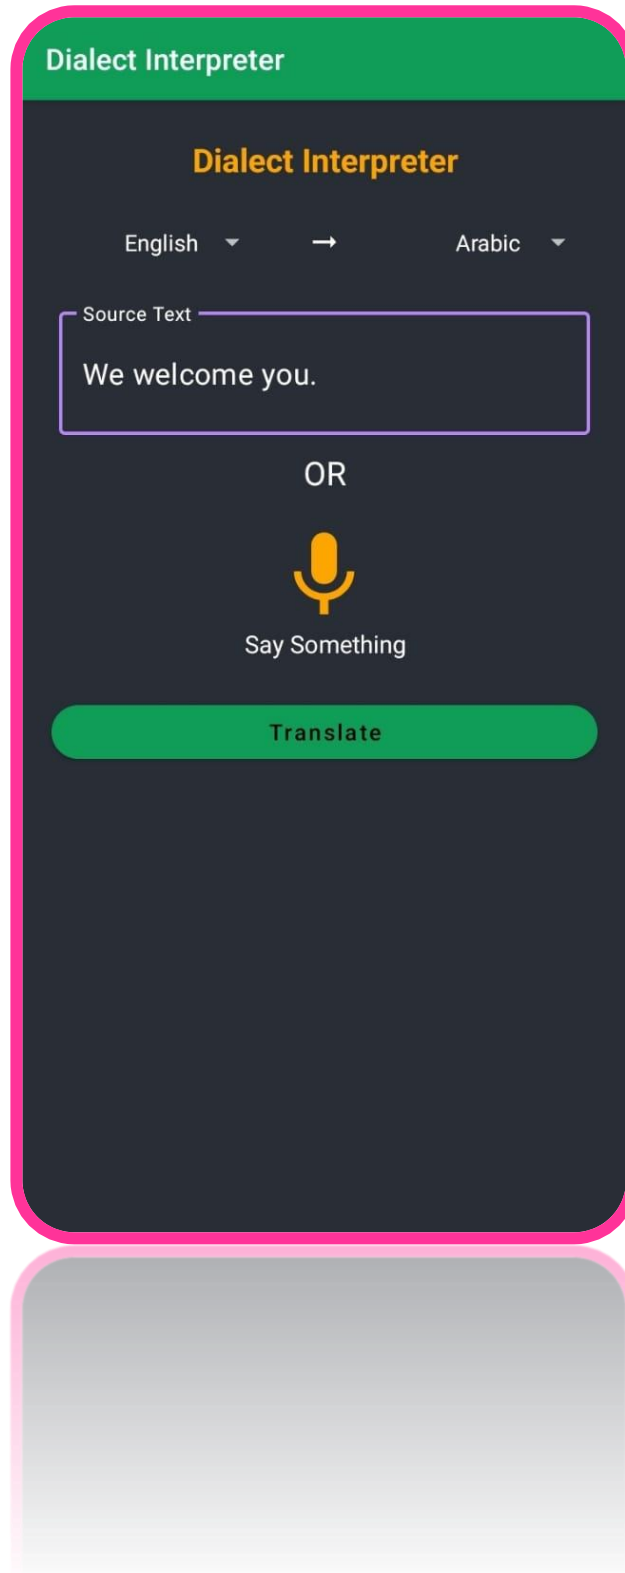 Dialect Interpreter
Dialect Interpreter
English → Arabic
Source Text
We welcome you.
OR
Say Something
Translate